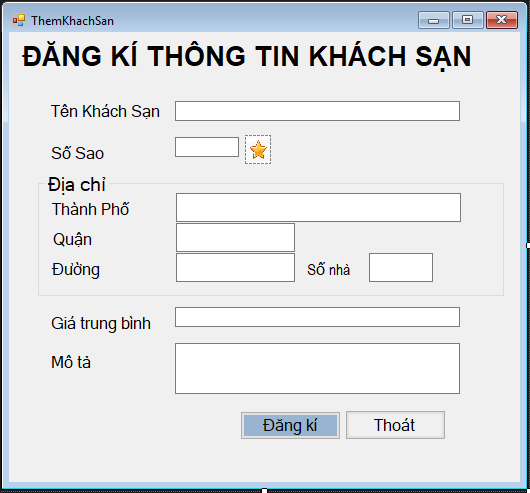 ThemKhachSan
ĐĂNG KÍ THÔNG TIN KHÁCH SẠN
Tên Khách Sạn
Số Sao
Địa chỉ
Thành Phố
Quận
Đường Số nhà
Giá trung bình
Mô tả
Đăng kí Thoát